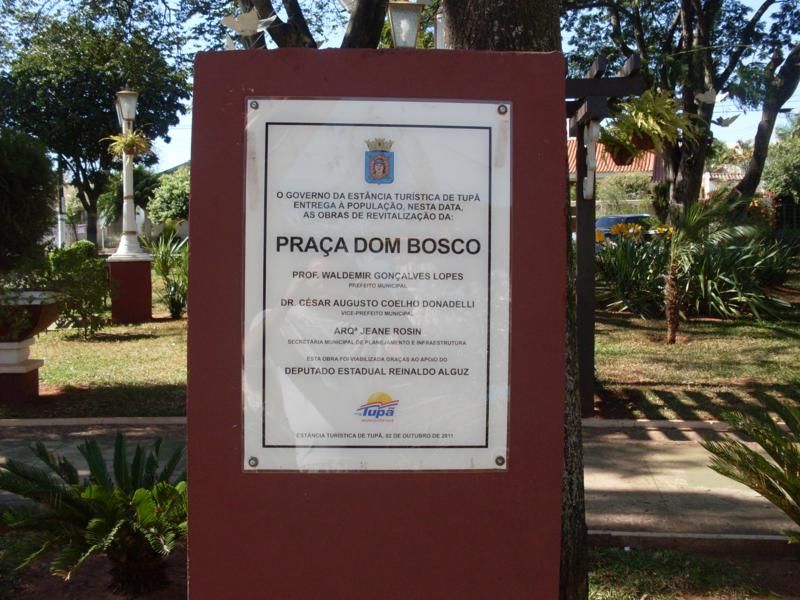 O GOVERNO DA ESTÂNCIA TURÍSTICA DE TUPÃ
ENTREGA À POPULAÇÃO, NESTA DATA,
AS OBRAS DE REVITALIZAÇÃO DA:
PRAÇA DOM BOSCO
PROF. WALDEMIR GONÇALVES LOPES
PREFEITO MUNICIPAL
DR. CÉSAR AUGUSTO COELHO DONADELLI
VICE-PREFEITO MUNICIPAL
ARQª JEANE ROSIN
SECRETÁRIA MUNICIPAL DE PLANEJAMENTO E INFRAESTRUTURA
ESTA OBRA FOI VIABILIZADA GRAÇAS AO APOIO DO
DEPUTADO ESTADUAL REINALDO ALGUZ
Tupã
ESTÂNCIA TURÍSTICA DE TUPÃ, 02 DE OUTUBRO DE 2011